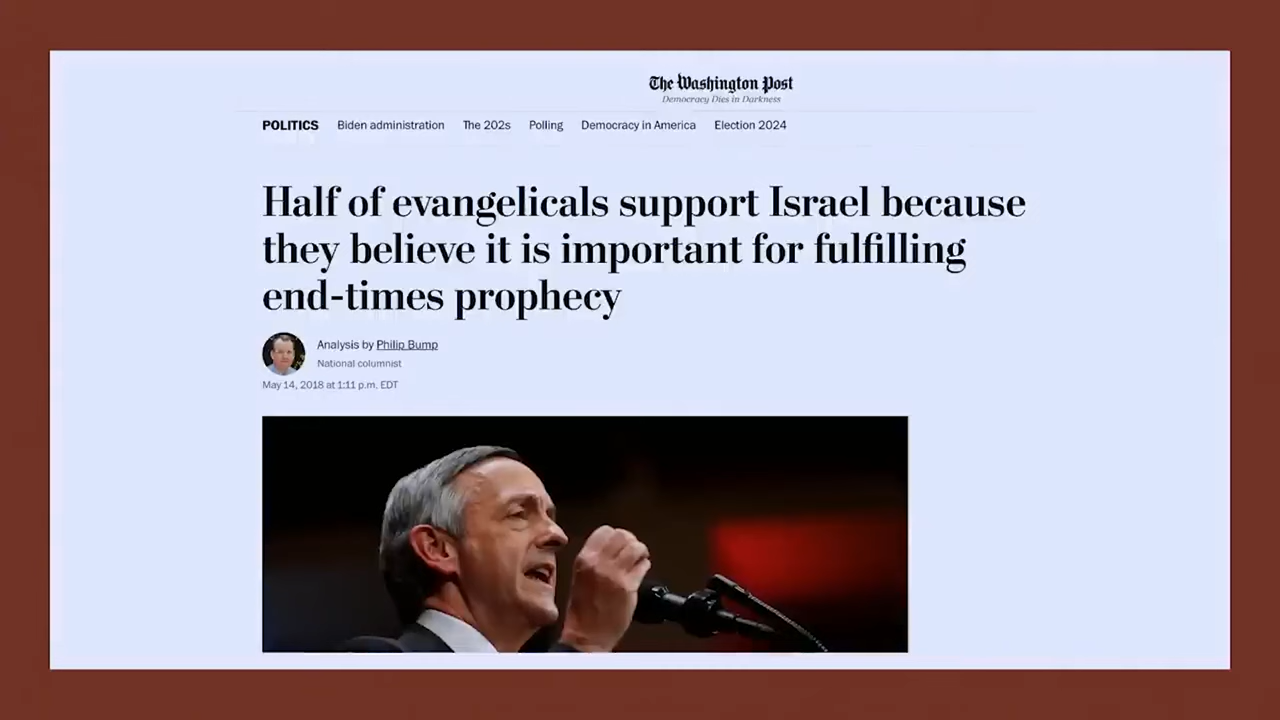 The Washington Post
Democracy Dies in Darkness
POLITICS Biden administration The 202s Polling Democracy in America Election 2024
Half of evangelicals support Israel because
they believe it is important for fulfilling
end-times prophecy
Analysis by Philip Bump
National columnist
May 14, 2018 at 1:11 p.m. EDT